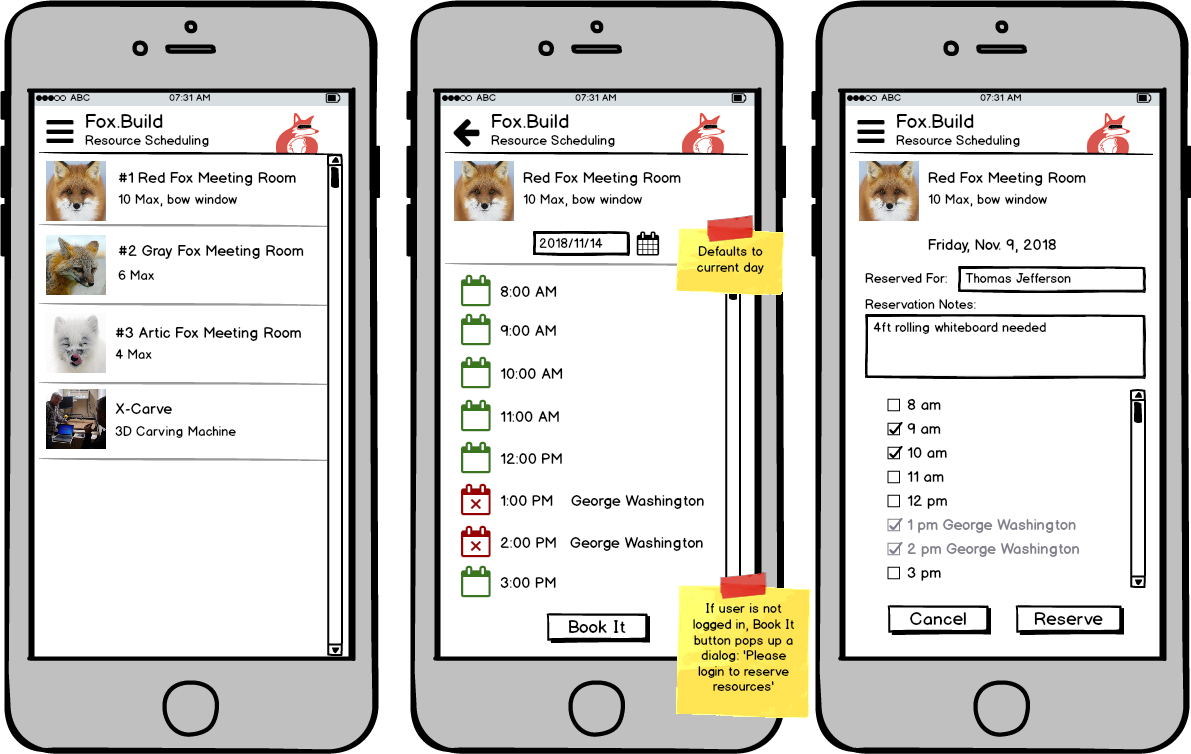 ABC 07:31 AM
Fox.Build
Resource Scheduling
#1 Red Fox Meeting Room
10 Max, bow window
#2 Gray Fox Meeting Room
6 Max
#3 Artic Fox Meeting Room
4 Max
X-Carve
3D Carving Machine
ABC 07:31 AM
Fox.Build
Resource Scheduling
Red Fox Meeting Room
10 Max, bow window
2018/11/14
Defaults to
current day
8:00 AM
9:00 AM
10:00 AM
11:00 AM
12:00 PM
1:00 PM George Washington
2:00 PM George Washington
3:00 PM
Book It
If user is not
logged in, Book It
button pops up a
dialog: 'Please
login to reserve
resources'
ABC 07:31 AM
Fox.Build
Resource Scheduling
Red Fox Meeting Room
10 Max, bow window
Friday, Nov. 9, 2018
Reserved For: Thomas Jefferson
Reservation Notes:
4ft rolling whiteboard needed
8 am
9 am
10 am
11 am
12 pm
1 pm George Washington
2 pm George Washington
3 pm
Cancel Reserve